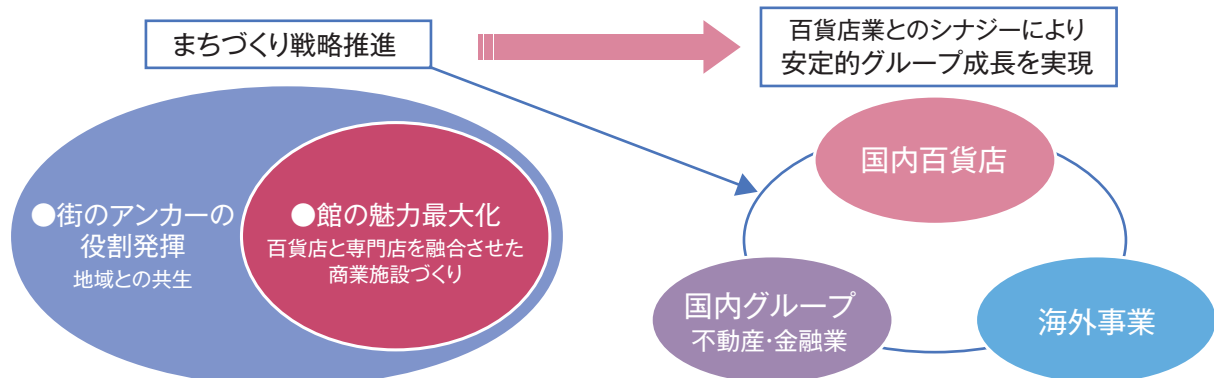 まちづくり戦略推進
百貨店業とのシナジーにより
安定的グループ成長を実現
●街のアンカーの
役割発揮
地域との共生
●館の魅力最大化
百貨店と専門店を融合させた
商業施設づくり
国内百貨店
国内グループ
不動産・金融業
海外事業